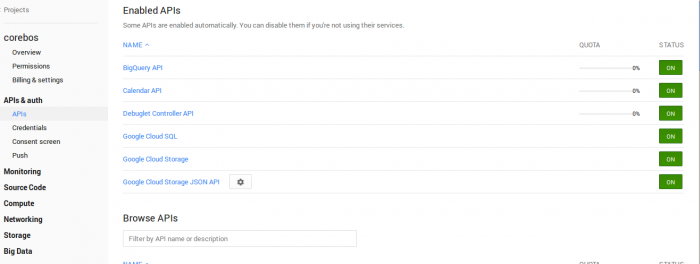 Projects
corebos
Overview
Permissions
Billing & settings
APIs & auth
APIs
Credentials
Consent screen
Push
Monitoring
Source Code
Compute
Networking
Storage
Big Data
Enabled APIs
Some APIs are enabled automatically. You can disable them if you're not using their services.
NAME QUOTA STATUS
BigQuery API 0% ON
Calendar API 0% ON
Debuglet Controller API 0% ON
Google Cloud SQL ON
Google Cloud Storage ON
Google Cloud Storage JSON API ON
Browse APIs
Filter by API name or description
NAME QUOTA STATUS